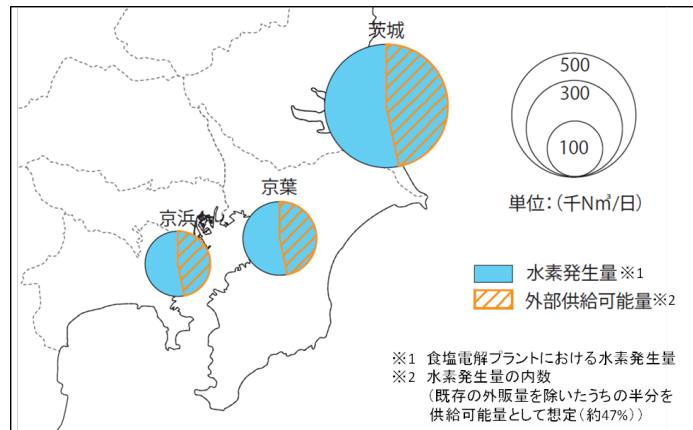 茨城
500
300
100
京葉
京浜
単位：（千N㎥/日）
水素発生量 ※1
外部供給可能量※2
※1 食塩電解プラントにおける水素発生量
※2 水素発生量の内数
（既存の外販量を除いたうちの半分を
供給可能量として想定（約47%））